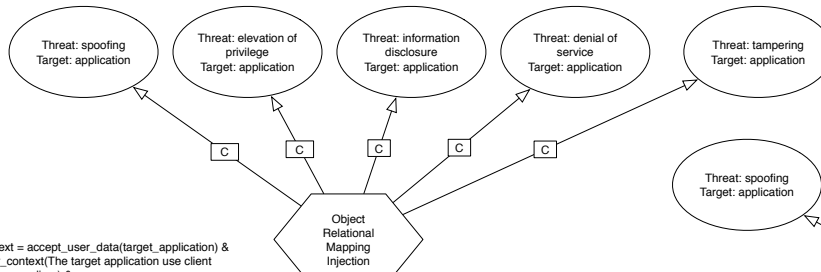 Threat: spoofing
Target: application
Threat: elevation of
privilege
Target: application
Threat: information
disclosure
Target: application
Threat: denial of
service
Target: application
Threat: tampering
Target: application
C
C
C
C
C
Threat: spoofing
Target: application
Object
Relational
Mapping
Injection
ext = accept_user_data(target_application) &
_context(The target application use client